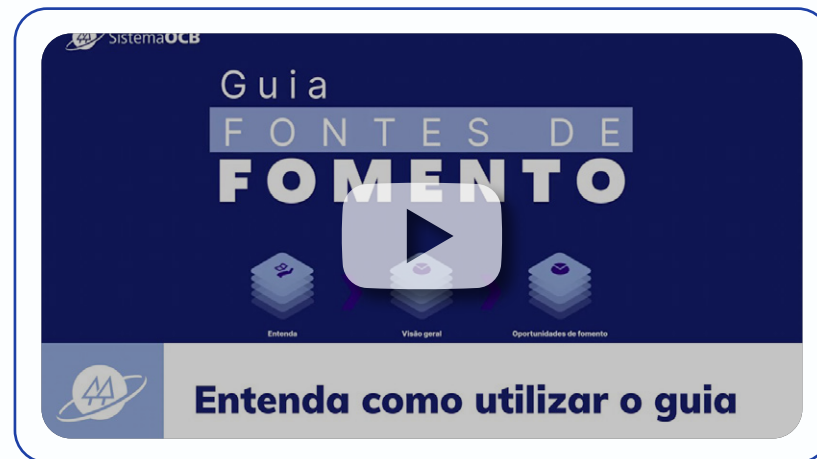 SistemaOCB
Guia
FONTES DE
FOMENTO
Entenda
Visão geral
Oportunidades de fomento
Entenda como utilizar o guia